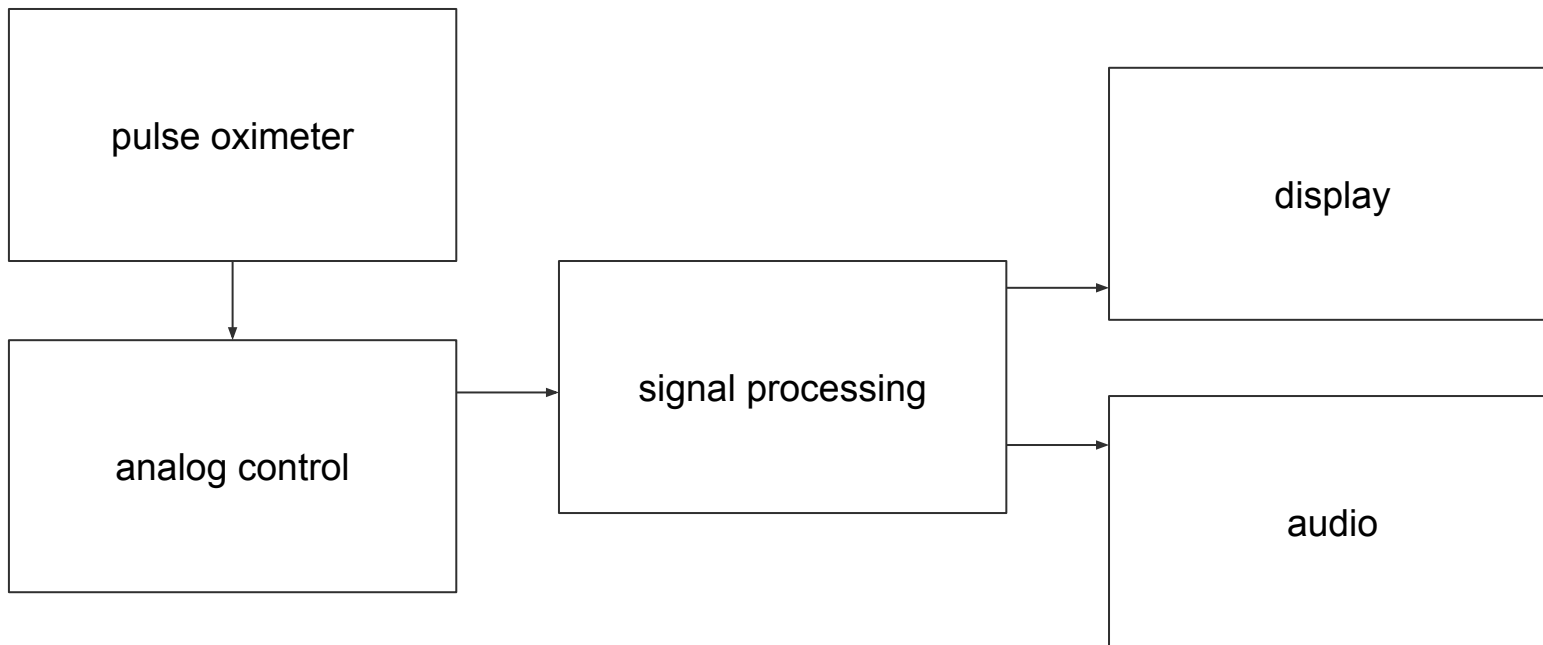 pulse oximeter
analog control
signal processing
display
audio